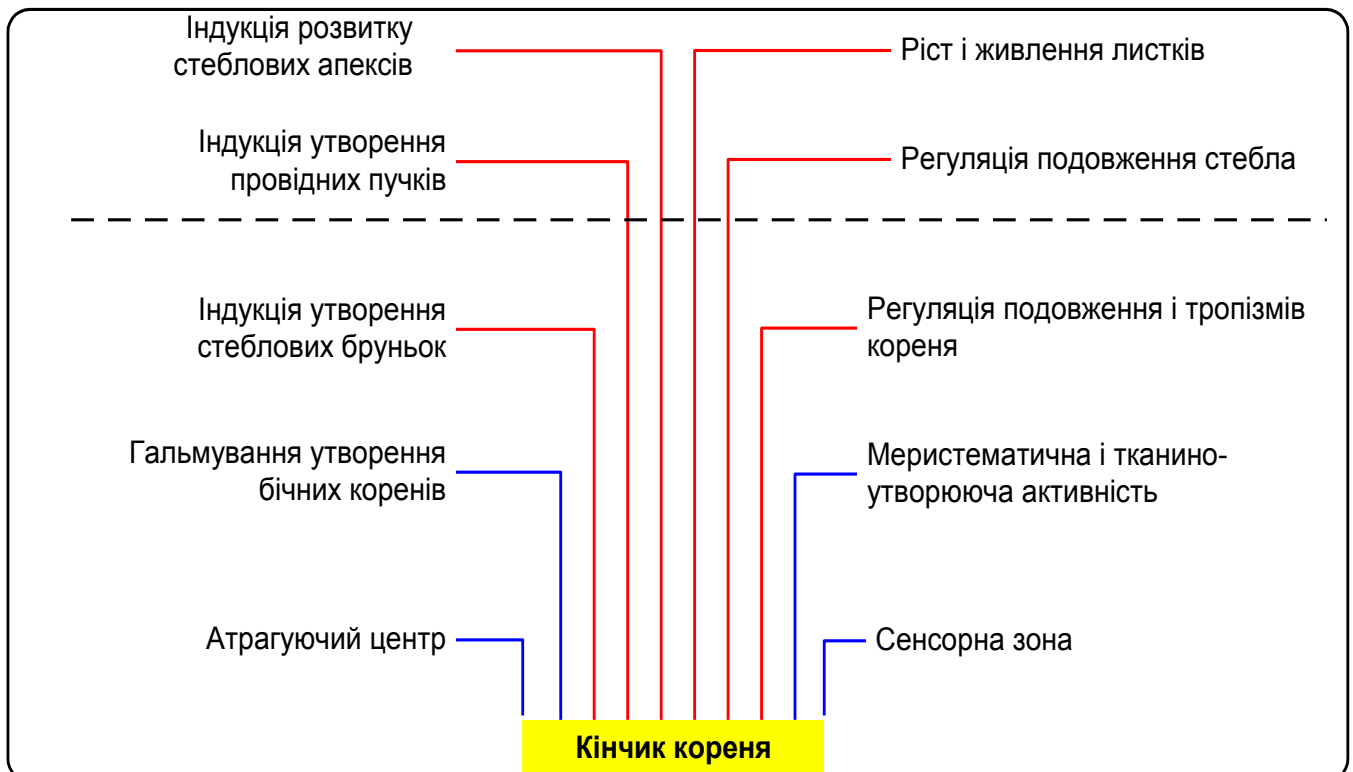 Індукція розвитку
стеблових апексів
Ріст і живлення листків
Індукція утворення
провідних пучків
Регуляція подовження стебла
Індукція утворення
стеблових бруньок
Регуляція подовження і тропізмів
кореня
Гальмування утворення
бічних коренів
Меристематична і тканино-
утворююча активність
Атрагуючий центр
Сенсорна зона
Кінчик кореня